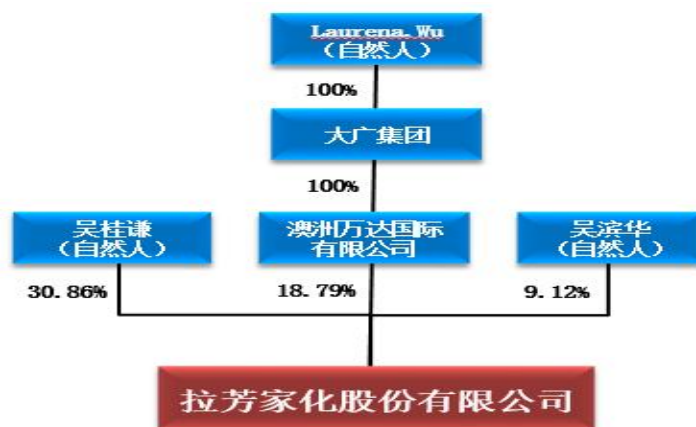 Laurena Wu
（自然人）
100%
大广集团
100%
吴桂谦
（自然人）
澳洲万达国际
有限公司
吴滨华
（自然人）
30.86%
18.79%
9.12%
拉芳家化股份有限公司